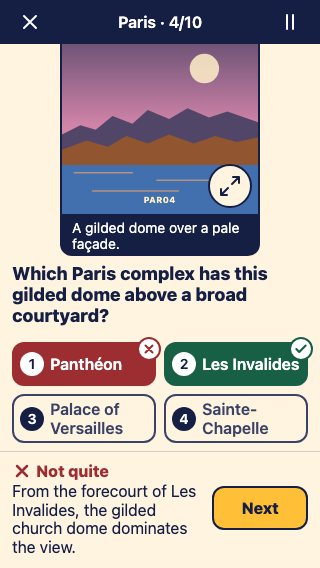 Paris · 4/10
PAR04
A gilded dome over a pale
façade.
Which Paris complex has this
gilded dome above a broad
courtyard?
1 Panthéon
2 Les Invalides
3 Palace of
Versailles
4 Sainte-
Chapelle
Not quite
From the forecourt of Les
Invalides, the gilded
church dome dominates
the view.
Next